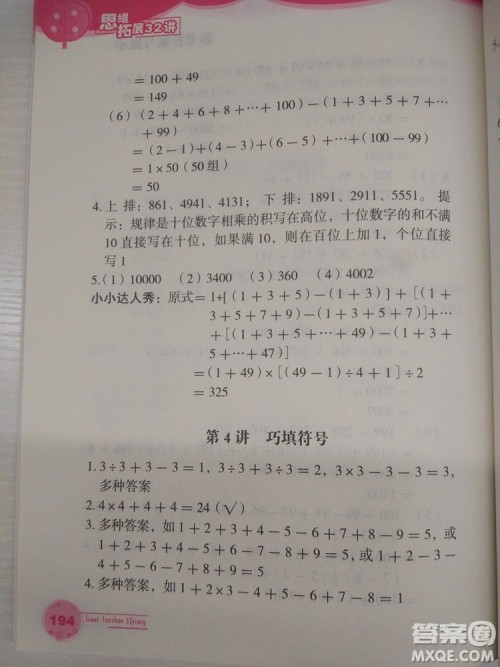 思维
拓展32讲
= 100 + 49
= 149
(6) (2 + 4 + 6 + 8 + ⋯ + 100) − (1 + 3 + 5 + 7 + ⋯
+ 99)
= (2 − 1) + (4 − 3) + (6 − 5) + ⋯ + (100 − 99)
= 1 × 50 (50 组)
= 50
4. 上 排: 861、4941、4131; 下 排: 1891、2911、5551。 提
示: 规律是十位数字相乘的积写在高位, 十位数字的和不满
10 直接写在十位, 如果满 10, 则在百位上加 1, 个位直接
写 1
5. (1) 10000 (2) 3400 (3) 360 (4) 4002
小小达人秀: 原式 = 1+[(1 + 3 + 5) − (1 + 3)] + [(1 +
3 + 5 + 7 + 9) − (1 + 3 + 5 + 7)] + ⋯
+ [(1 + 3 + 5 + ⋯ + 49) − (1 + 3 +
5 + ⋯ + 47)]
= (1 + 49) × [(49 − 1) ÷ 4 + 1] ÷ 2
= 325
第 4 讲 巧填符号
1. 3 ÷ 3 + 3 − 3 = 1, 3 ÷ 3 + 3 ÷ 3 = 2, 3 × 3 − 3 − 3 = 3,
多种答案
2. 4 × 4 + 4 + 4 = 24 (√)
3. 多种答案, 如 1 + 2 + 3 + 4 − 5 − 6 + 7 + 8 − 9 = 5, 或
1 + 2 + 3 − 4 + 5 + 6 − 7 + 8 − 9 = 5, 或 1 + 2 − 3 −
4 + 5 − 6 − 7 + 8 + 9 = 5
4. 多种答案, 如 1 + 2 × 3 − 4 + 5 + 6 − 7 − 8 = 1
194
Siwei tuozhan 32jiang
答案圈
MXQE.COM